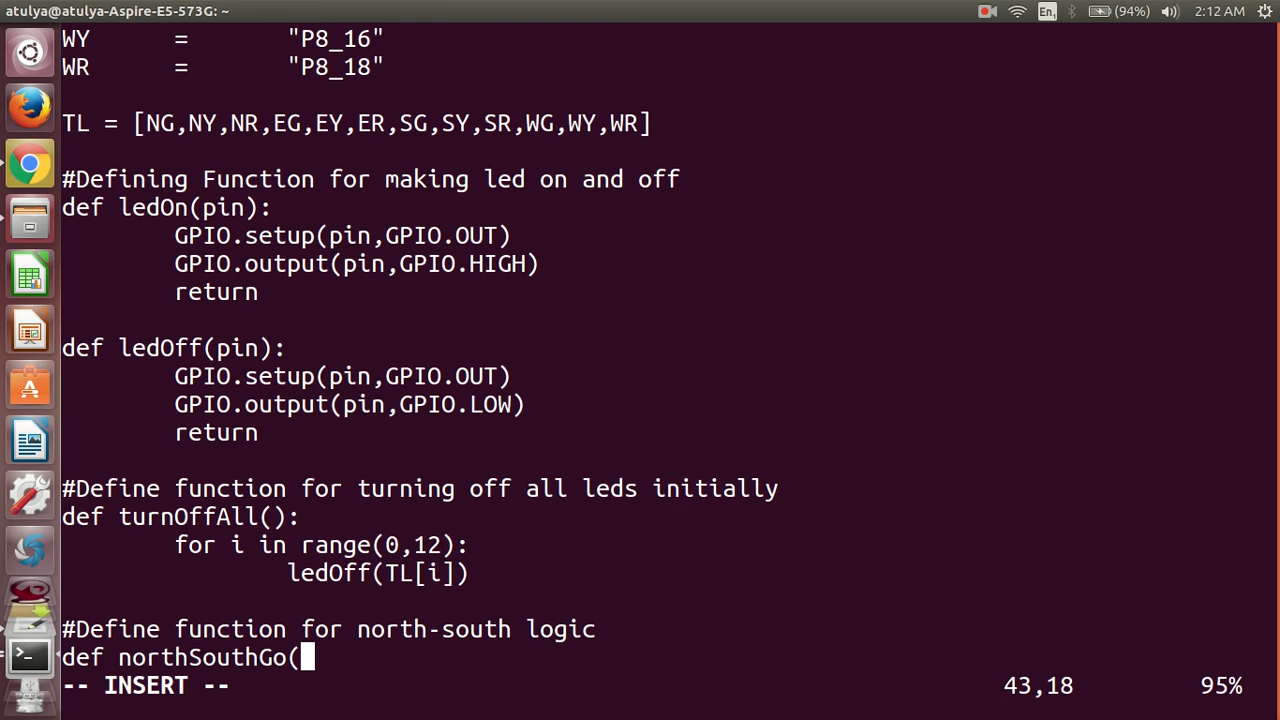 atulya@atulya-Aspire-E5-573G: ~
En1 (94%) 2:12 AM
WY = "P8_16"
WR = "P8_18"
TL = [NG,NY,NR,EG,EY,ER,SG,SY,SR,WG,WY,WR]
#Defining Function for making led on and off
def ledOn(pin):
GPIO.setup(pin,GPIO.OUT)
GPIO.output(pin,GPIO.HIGH)
return
def ledOff(pin):
GPIO.setup(pin,GPIO.OUT)
GPIO.output(pin,GPIO.LOW)
return
#Define function for turning off all leds initially
def turnOffAll():
for i in range(0,12):
ledOff(TL[i])
#Define function for north-south logic
def northSouthGo(
-- INSERT -- 43,18 95%